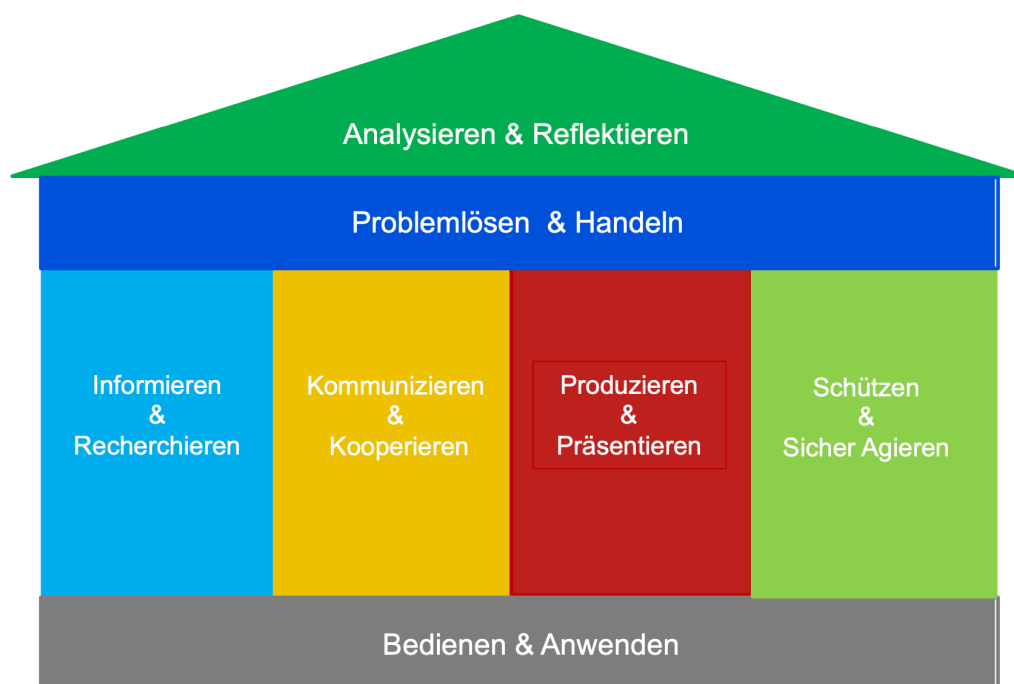 Analysieren & Reflektieren
Problemlösen & Handeln
Informieren
&
Recherchieren
Kommunizieren
&
Kooperieren
Produzieren
&
Präsentieren
Schützen
&
Sicher Agieren
Bedienen & Anwenden